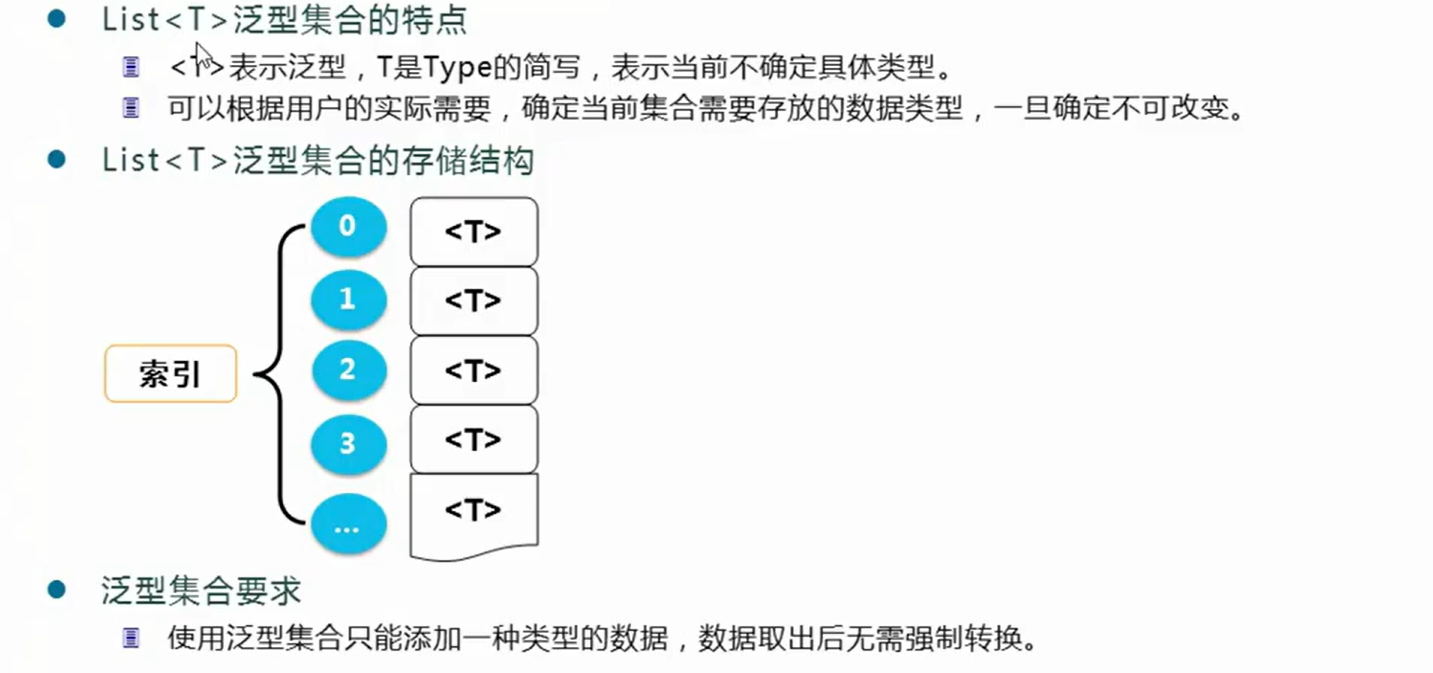 List<T>泛型集合的特点
<T>表示泛型，T是Type的简写，表示当前不确定具体类型。
可以根据用户的实际需要，确定当前集合需要存放的数据类型，一旦确定不可改变。
List<T>泛型集合的存储结构
0 <T>
1 <T>
2 <T>
索引
3 <T>
... <T>
泛型集合要求
使用泛型集合只能添加一种类型的数据，数据取出后无需强制转换。